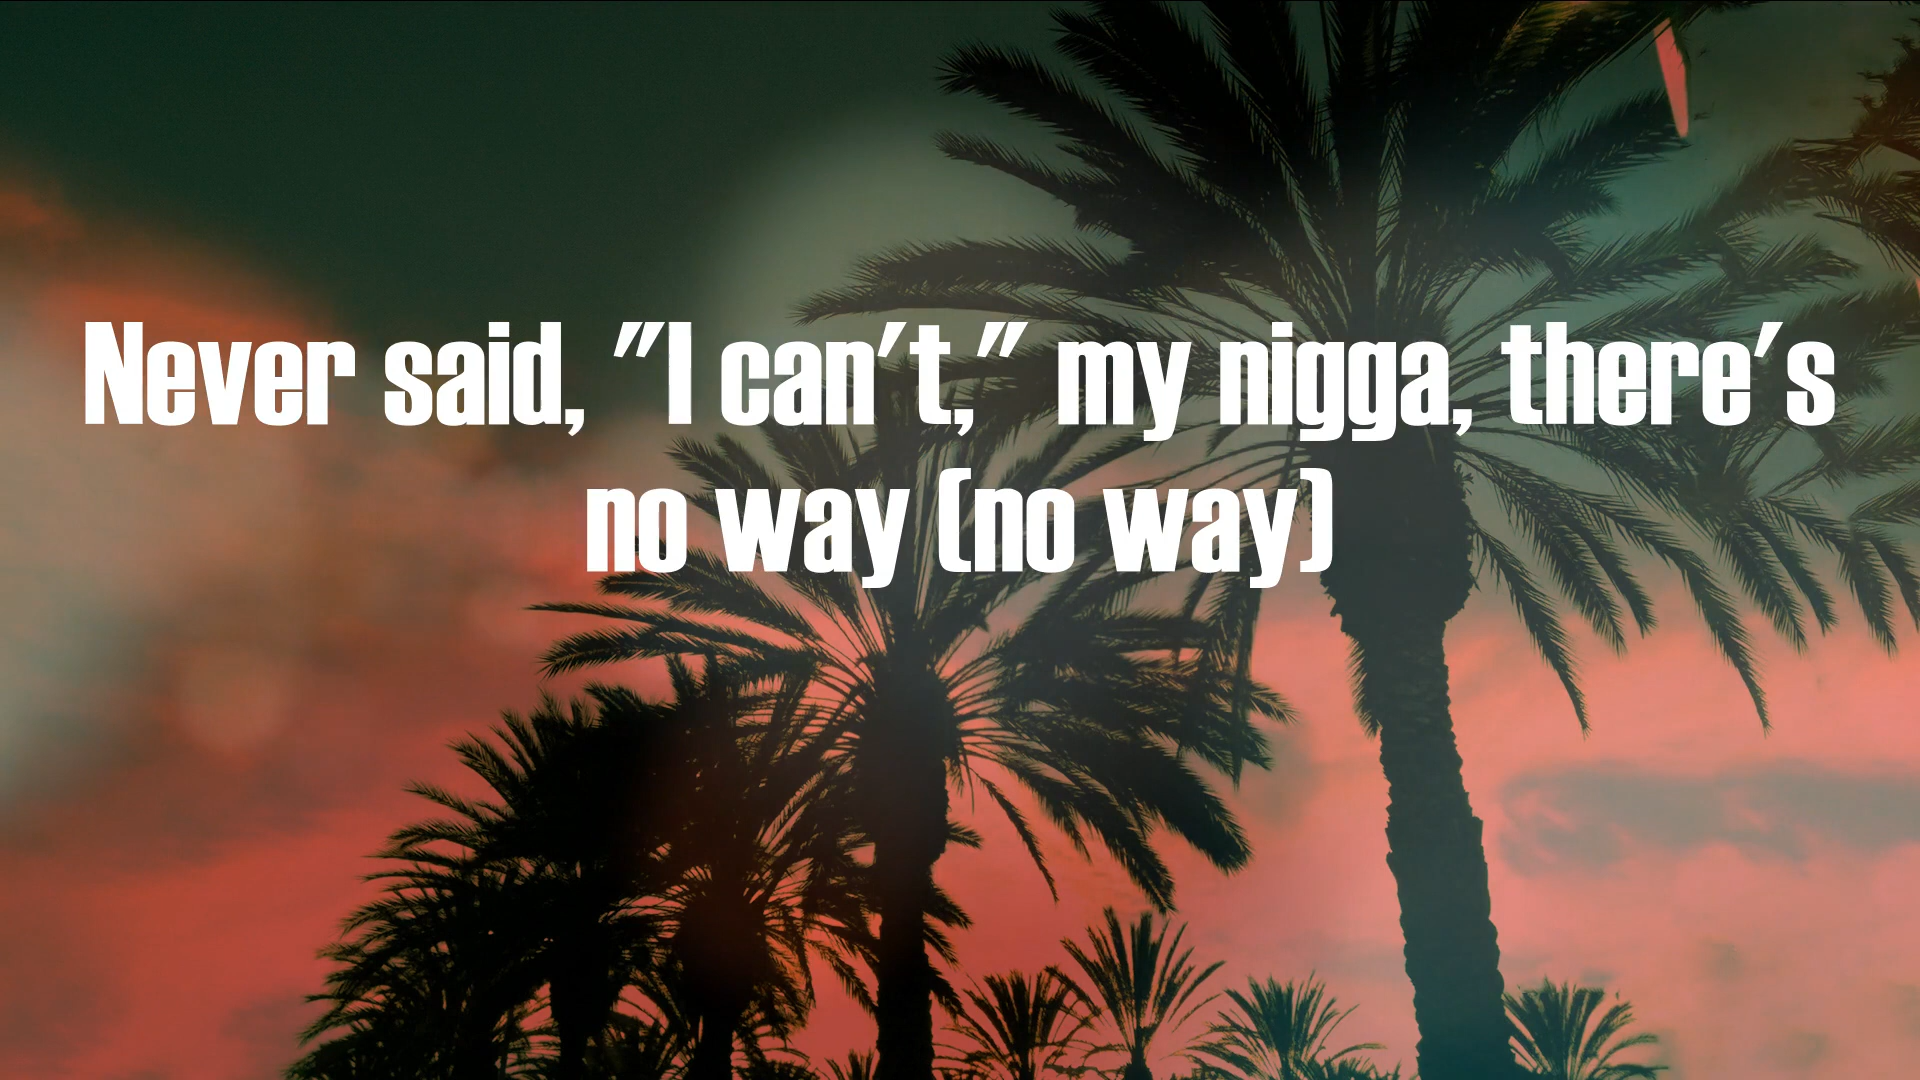 Never said, "I can't," my nigga, there's
no way (no way)